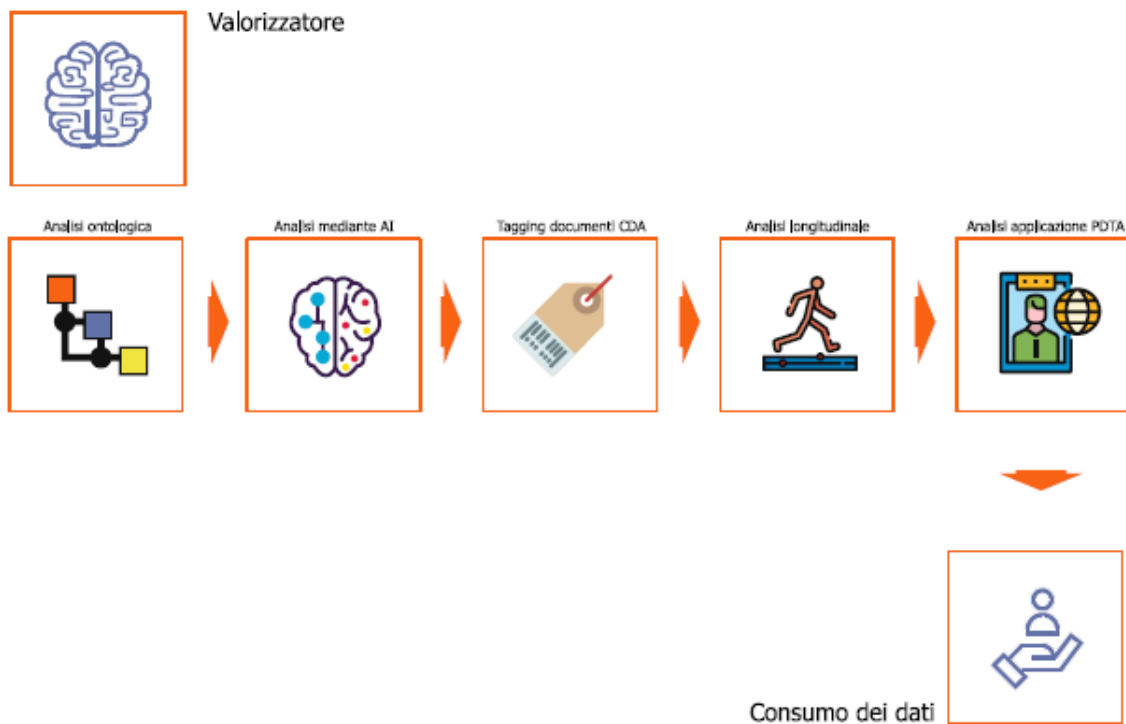 Valorizzatore
Analisi ontologica
Analisi mediante AI
Tagging documenti CDA
Analisi longitudinale
Analisi applicazione PDTA
Consumo dei dati